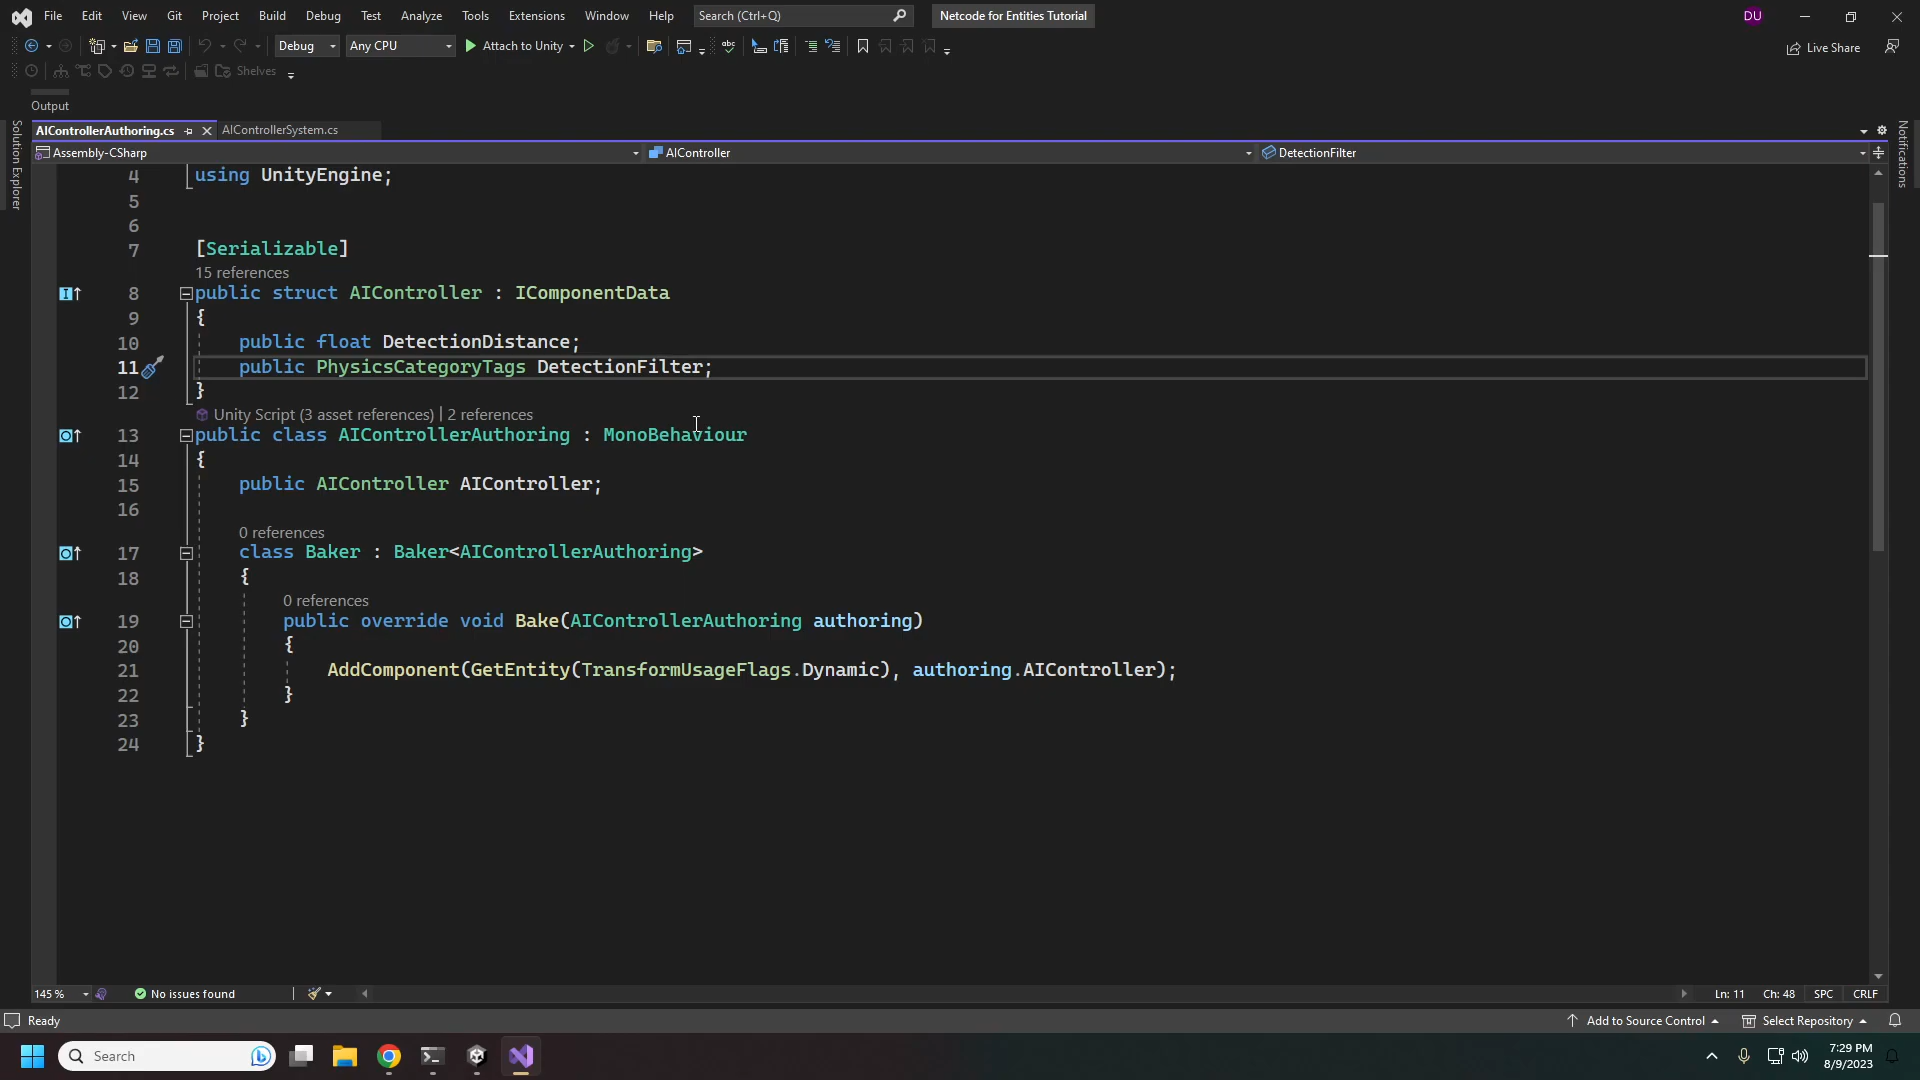 File Edit View Git Project Build Debug Test Analyze Tools Extensions Window Help Search (Ctrl+Q) Netcode for Entities Tutorial DU
Debug Any CPU Attach to Unity Live Share
Shelves
Output
Solution Explorer
Notifications
AIControllerAuthoring.cs AIControllerSystem.cs
Assembly-CSharp AIController DetectionFilter
4 using UnityEngine;
5
6
7 [Serializable]
15 references
8 public struct AIController : IComponentData
9 {
10 public float DetectionDistance;
11 public PhysicsCategoryTags DetectionFilter;
12 }
Unity Script (3 asset references) | 2 references
13 public class AIControllerAuthoring : MonoBehaviour
14 {
15 public AIController AIController;
16
0 references
17 class Baker : Baker<AIControllerAuthoring>
18 {
0 references
19 public override void Bake(AIControllerAuthoring authoring)
20 {
21 AddComponent(GetEntity(TransformUsageFlags.Dynamic), authoring.AIController);
22 }
23 }
24 }
145 % No issues found Ln: 11 Ch: 48 SPC CRLF
Ready Add to Source Control Select Repository
Search 7:29 PM
8/9/2023